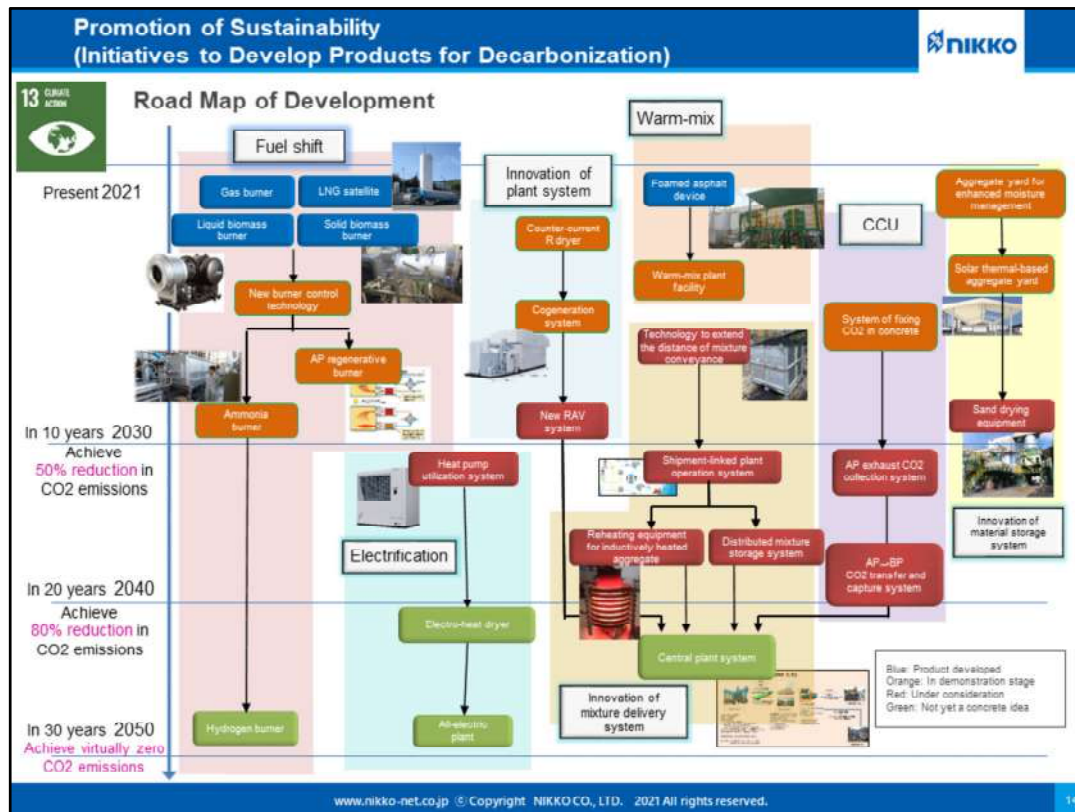 Promotion of Sustainability
(Initiatives to Develop Products for Decarbonization)
NIKKO
13 CLIMATE
ACTION
Road Map of Development
Warm-mix
Fuel shift
Innovation of
plant system
Present 2021
Gas burner
LNG satellite
Liquid biomass
burner
Solid biomass
burner
New burner control
technology
AP regenerative
burner
Ammonia
burner
Counter-current
R dryer
Cogeneration
system
New RAV
system
Foamed asphalt
device
Warm-mix plant
facility
Technology to extend
the distance of mixture
conveyance
CCU
System of fixing
CO2 in concrete
Aggregate yard for
enhanced moisture
management
Solar thermal-based
aggregate yard
Sand drying
equipment
In 10 years 2030
Achieve
50% reduction in
CO2 emissions
Heat pump
utilization system
Electrification
Shipment-linked plant
operation system
Reheating equipment
for inductively heated
aggregate
Distributed mixture
storage system
AP exhaust CO2
collection system
AP→BP
CO2 transfer and
capture system
Innovation of
material storage
system
In 20 years 2040
Achieve
80% reduction in
CO2 emissions
Electro-heat dryer
Central plant system
Innovation of
mixture delivery
system
Blue: Product developed
Orange: In demonstration stage
Red: Under consideration
Green: Not yet a concrete idea
In 30 years 2050
Achieve virtually zero
CO2 emissions
Hydrogen burner
All-electric
plant
www.nikko-net.co.jp © Copyright NIKKO CO., LTD. 2021 All rights reserved.
14